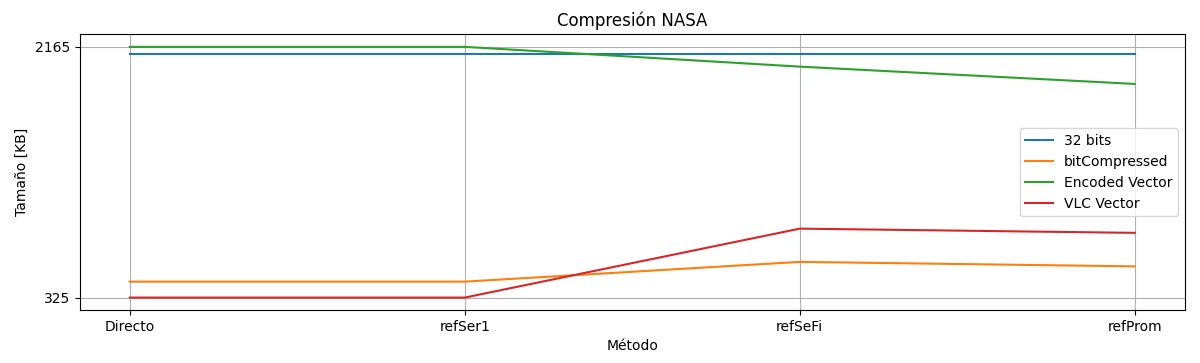 Compresión NASA
Tamaño [KB]
2165
325
32 bits
bitCompressed
Encoded Vector
VLC Vector
Directo
refSer1
refSeFi
refProm
Método